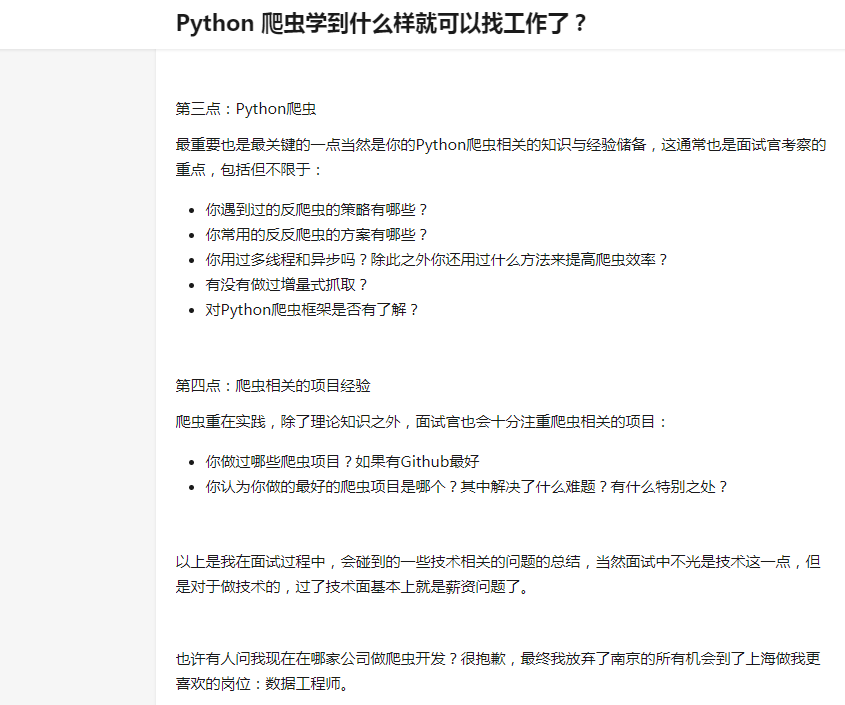 Python 爬虫学到什么样就可以找工作了？
第三点：Python爬虫
最重要也是最关键的一点当然是你的Python爬虫相关的知识与经验储备，这通常也是面试官考察的
重点，包括但不限于：
你遇到过的反爬虫的策略有哪些？
你常用的反反爬虫的方案有哪些？
你用过多线程和异步吗？除此之外你还用过什么方法来提高爬虫效率？
有没有做过增量式抓取？
对Python爬虫框架是否有了解？
第四点：爬虫相关的项目经验
爬虫重在实践，除了理论知识之外，面试官也会十分注重爬虫相关的项目：
你做过哪些爬虫项目？如果有Github最好
你认为你做的最好的爬虫项目是哪个？其中解决了什么难题？有什么特别之处？
以上是我在面试过程中，会碰到的一些技术相关的问题的总结，当然面试中不光是技术这一点，但
是对于做技术的，过了技术面基本上就是薪资问题了。
也许有人问我现在在哪家公司做爬虫开发？很抱歉，最终我放弃了南京的所有机会到了上海做我更
喜欢的岗位：数据工程师。